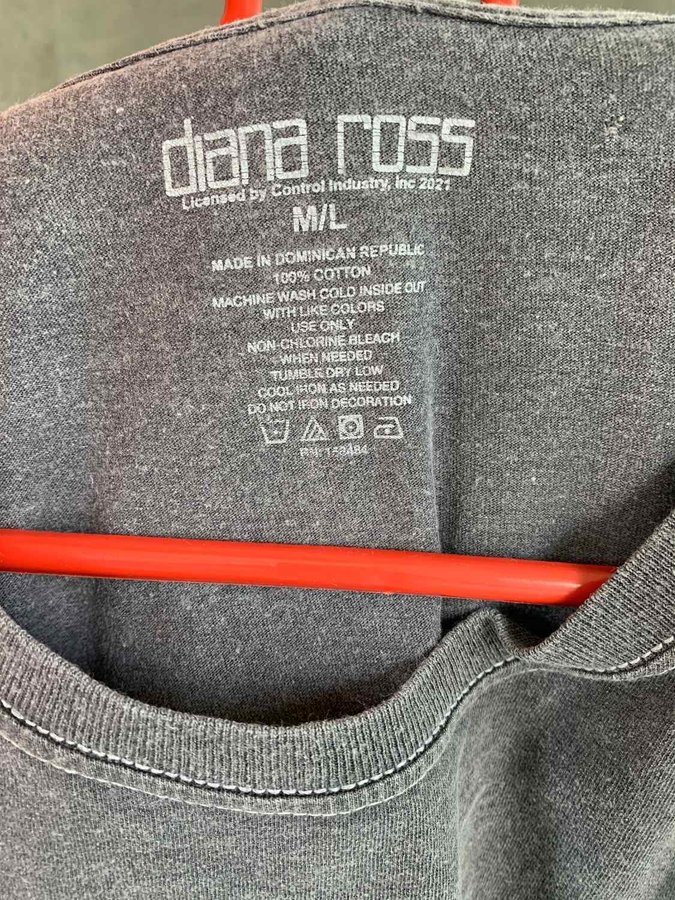 diana ross
Licensed by Control Industry, Inc 2021
M/L
MADE IN DOMINICAN REPUBLIC
100% COTTON
MACHINE WASH COLD INSIDE OUT
WITH LIKE COLORS
USE ONLY
NON-CHLORINE BLEACH
WHEN NEEDED
TUMBLE DRY LOW
COOL IRON AS NEEDED
DO NOT IRON DECORATION